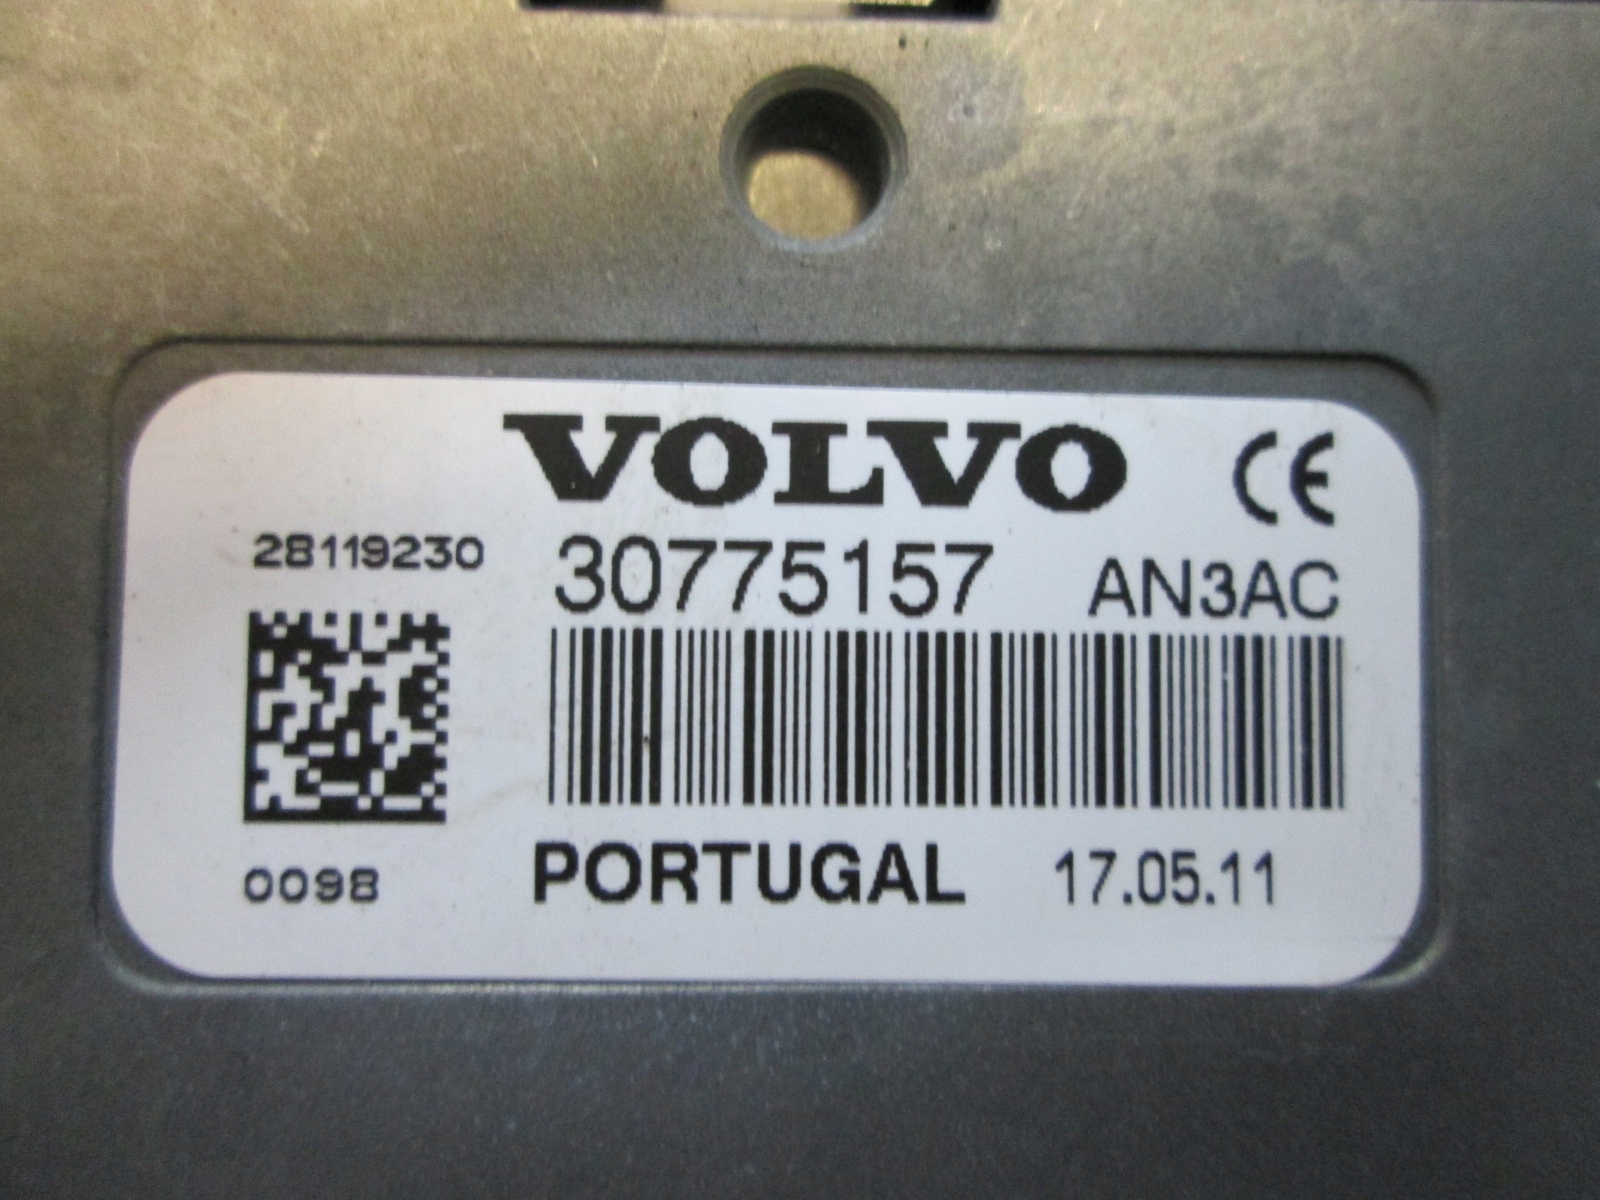 VOLVO CE
28119230 30775157 AN3AC
0098 PORTUGAL 17.05.11